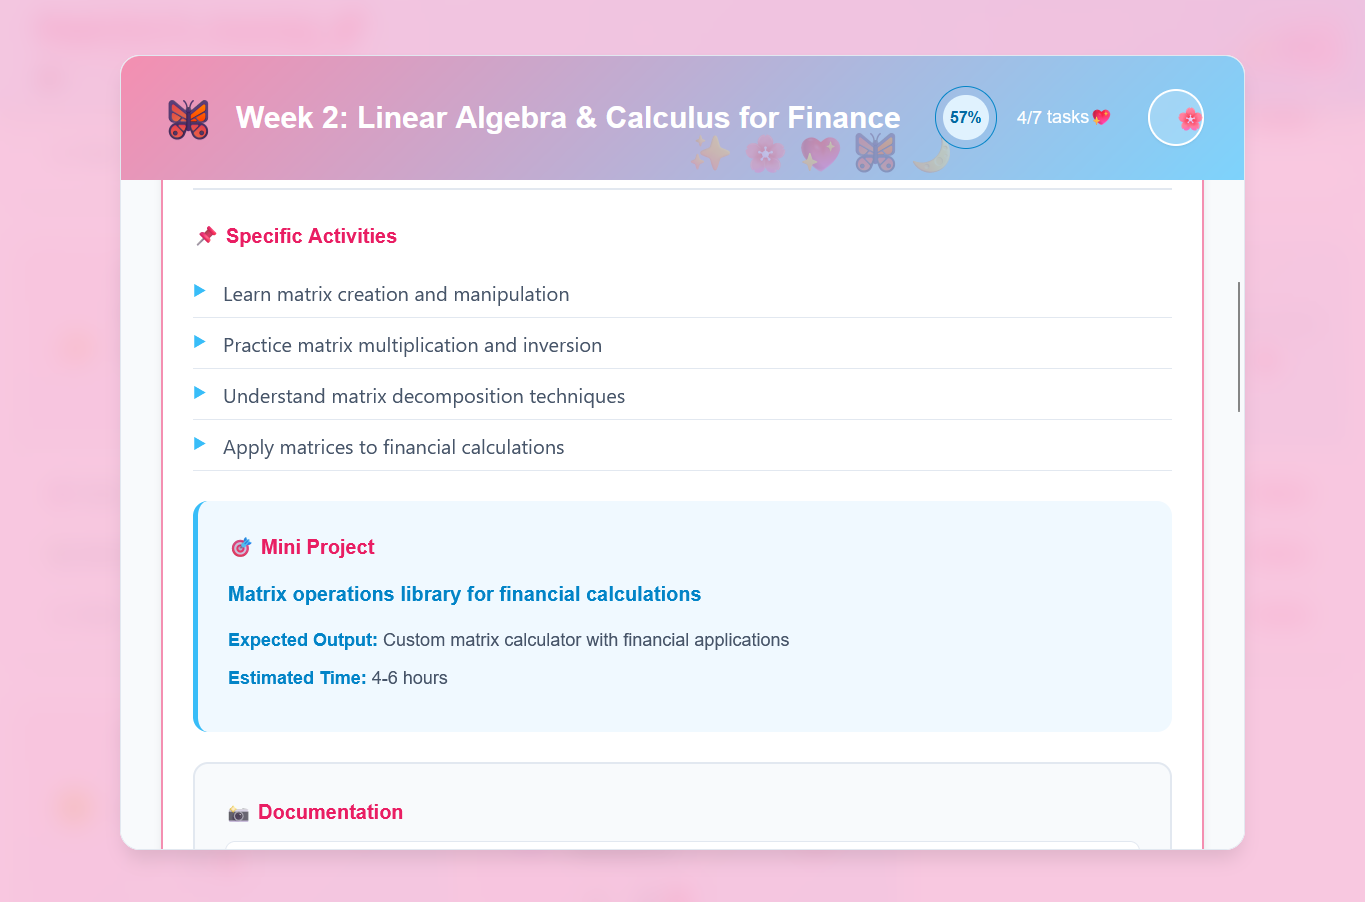 Week 2: Linear Algebra & Calculus for Finance
57%
4/7 tasks💖
Specific Activities
Learn matrix creation and manipulation
Practice matrix multiplication and inversion
Understand matrix decomposition techniques
Apply matrices to financial calculations
Mini Project
Matrix operations library for financial calculations
Expected Output: Custom matrix calculator with financial applications
Estimated Time: 4-6 hours
Documentation